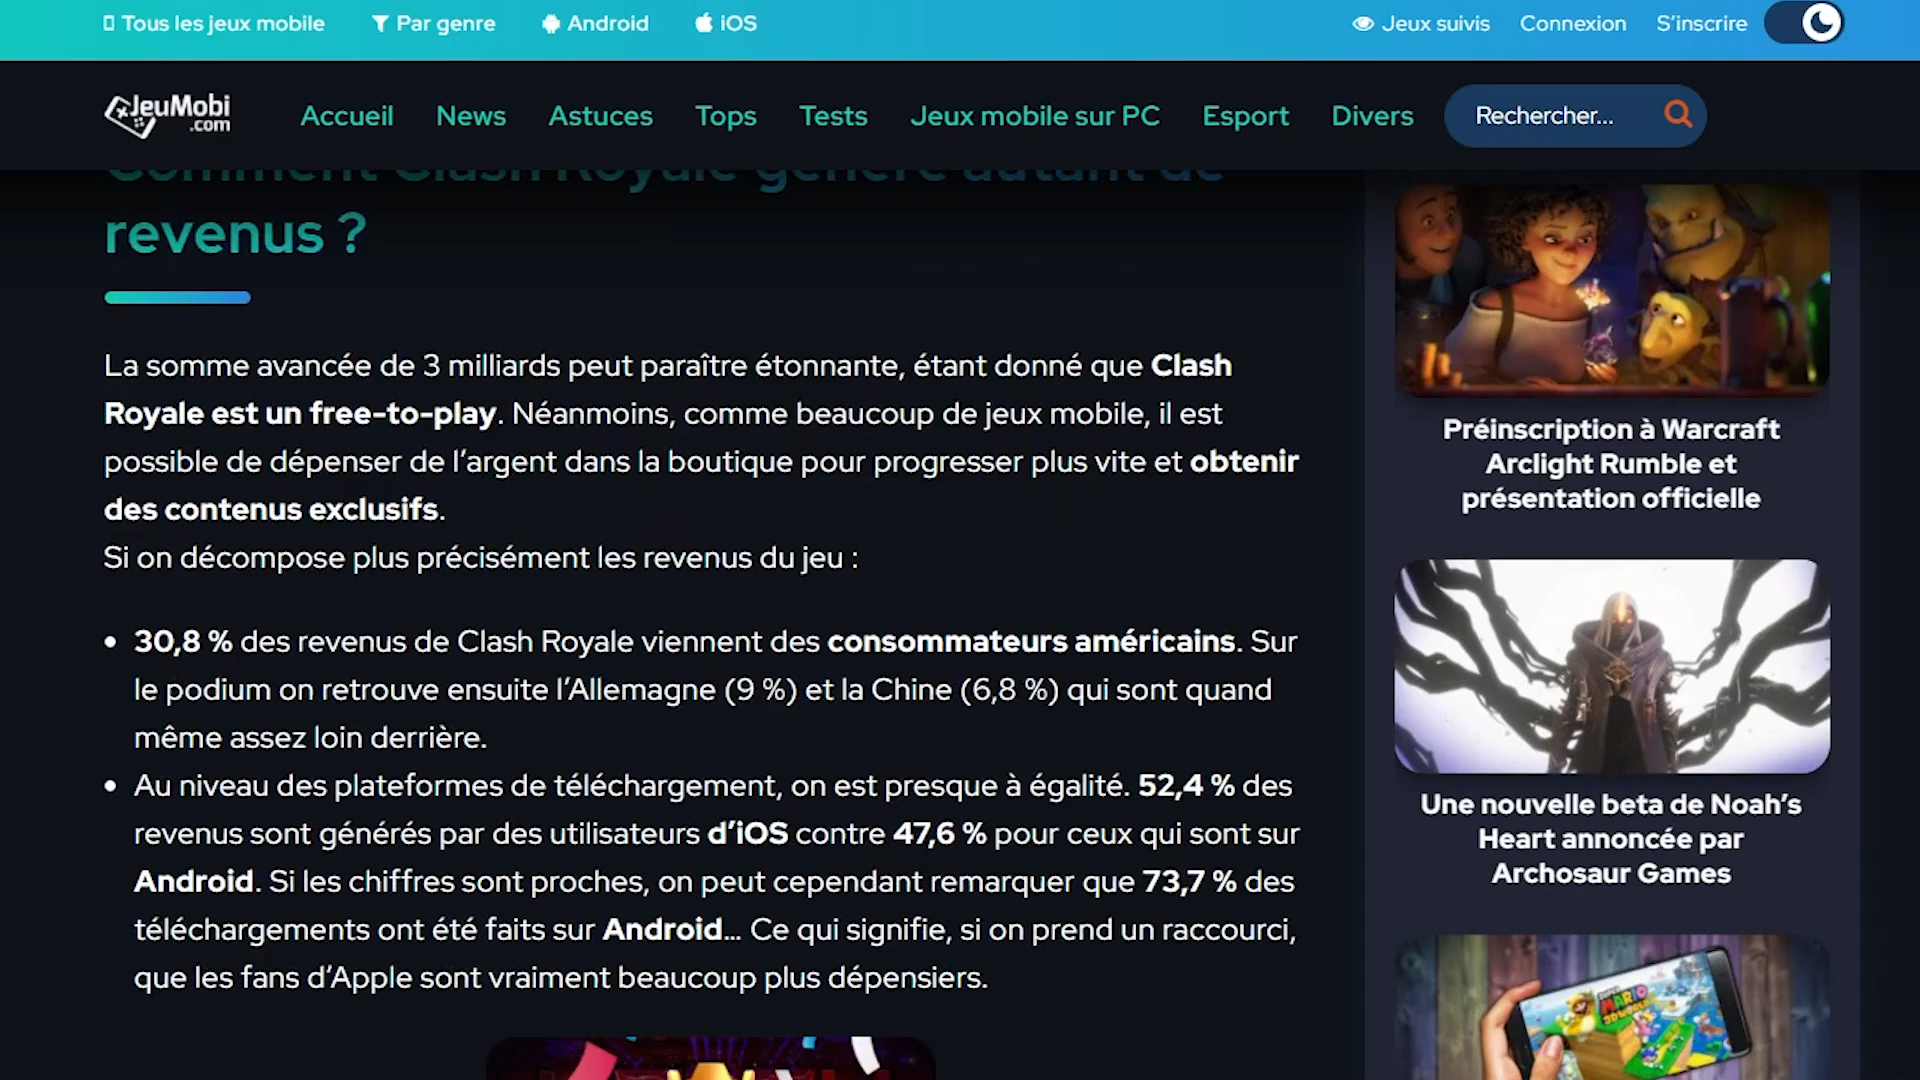 Tous les jeux mobile
Par genre
Android
iOS
Jeux suivis
Connexion
S'inscrire
JeuMobi
.com
Accueil
News
Astuces
Tops
Tests
Jeux mobile sur PC
Esport
Divers
Rechercher...
Comment Clash Royale génère autant de
revenus ?
La somme avancée de 3 milliards peut paraître étonnante, étant donné que Clash
Royale est un free-to-play. Néanmoins, comme beaucoup de jeux mobile, il est
possible de dépenser de l'argent dans la boutique pour progresser plus vite et obtenir
des contenus exclusifs.
Si on décompose plus précisément les revenus du jeu :
• 30,8 % des revenus de Clash Royale viennent des consommateurs américains. Sur
le podium on retrouve ensuite l'Allemagne (9 %) et la Chine (6,8 %) qui sont quand
même assez loin derrière.
• Au niveau des plateformes de téléchargement, on est presque à égalité. 52,4 % des
revenus sont générés par des utilisateurs d'iOS contre 47,6 % pour ceux qui sont sur
Android. Si les chiffres sont proches, on peut cependant remarquer que 73,7 % des
téléchargements ont été faits sur Android... Ce qui signifie, si on prend un raccourci,
que les fans d'Apple sont vraiment beaucoup plus dépensiers.
Préinscription à Warcraft
Arclight Rumble et
présentation officielle
Une nouvelle beta de Noah's
Heart annoncée par
Archosaur Games
SUPER
MARIO
3D WORLD